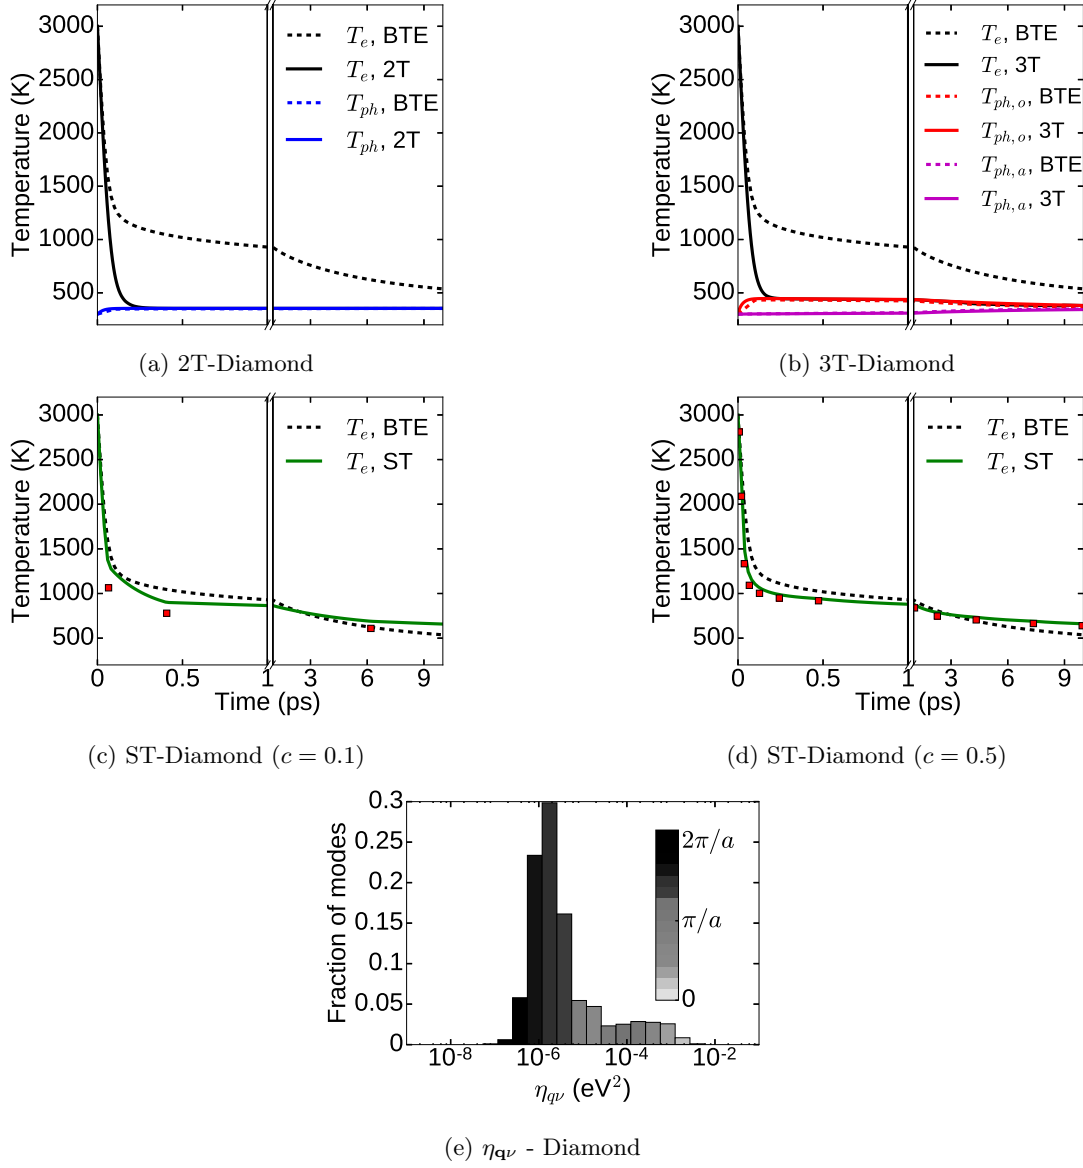 3000
2500
2000
1500
1000
500
Temperature (K)
T_e, BTE
T_e, 2T
T_ph, BTE
T_ph, 2T
(a) 2T-Diamond
3000
2500
2000
1500
1000
500
Temperature (K)
T_e, BTE
T_e, 3T
T_ph,o, BTE
T_ph,o, 3T
T_ph,a, BTE
T_ph,a, 3T
(b) 3T-Diamond
3000
2500
2000
1500
1000
500
Temperature (K)
T_e, BTE
T_e, ST
0 0.5 1 3 6 9
Time (ps)
(c) ST-Diamond (c = 0.1)
3000
2500
2000
1500
1000
500
Temperature (K)
T_e, BTE
T_e, ST
0 0.5 1 3 6 9
Time (ps)
(d) ST-Diamond (c = 0.5)
0.3
0.25
0.2
0.15
0.1
0.05
0
Fraction of modes
2π/a
π/a
0
10^-8 10^-6 10^-4 10^-2
η_qν (eV²)
(e) η_qν - Diamond